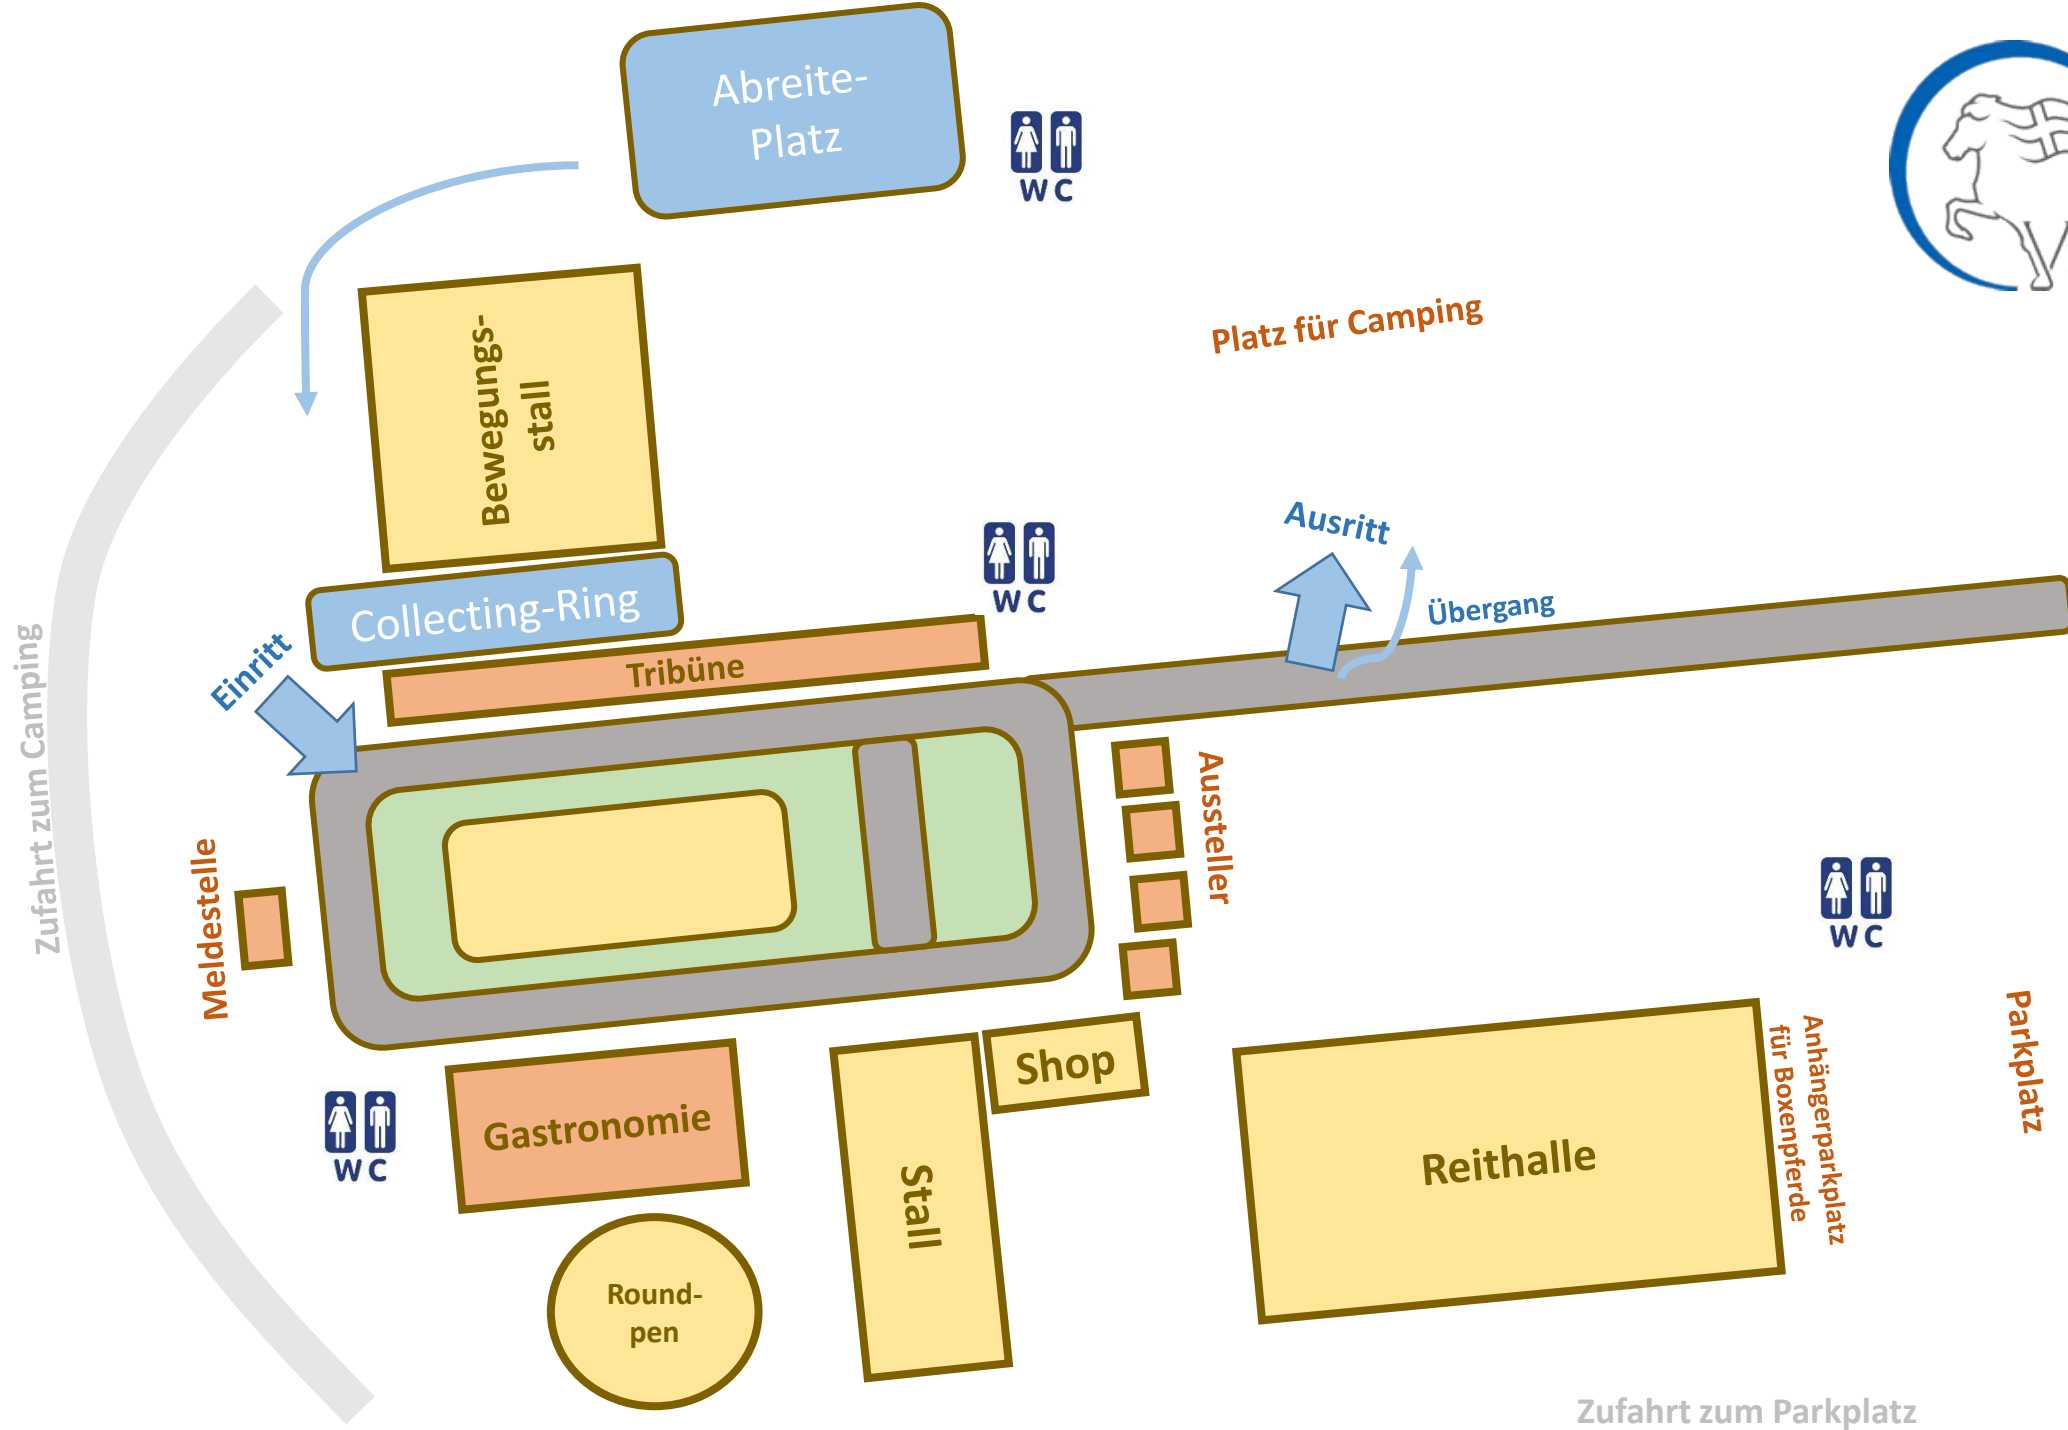 Abreite-
Platz
WC
Platz für Camping
Bewegungs-
stall
Ausritt
WC
Collecting-Ring
Übergang
Einritt
Tribüne
Zufahrt zum Camping
Aussteller
Meldestelle
WC
Parkplatz
Shop
Anhängerparkplatz
für Boxenpferde
Gastronomie
WC
Reithalle
Stall
Round-
pen
Zufahrt zum Parkplatz